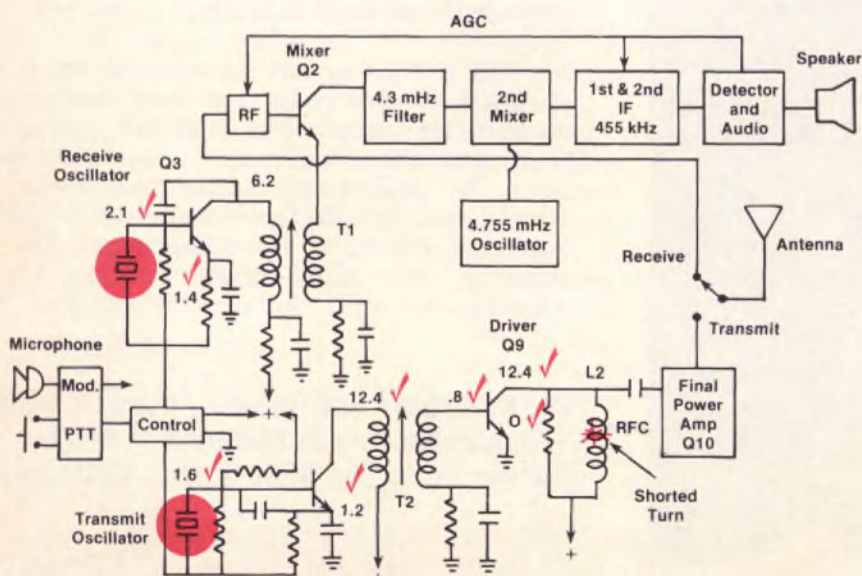 AGC
Mixer
Q2
Speaker
RF
4.3 mHz
Filter
2nd
Mixer
1st & 2nd
IF
455 kHz
Detector
and
Audio
Receive
Oscillator
Q3
6.2
2.1
T1
4.755 mHz
Oscillator
Antenna
Receive
1.4
Transmit
Microphone
Driver
Q9
Mod.
PTT
Control
+
12.4
.8
12.4
L2
O
RFC
Final
Power
Amp
Q10
1.6
1.2
T2
Shorted
Turn
Transmit
Oscillator
+